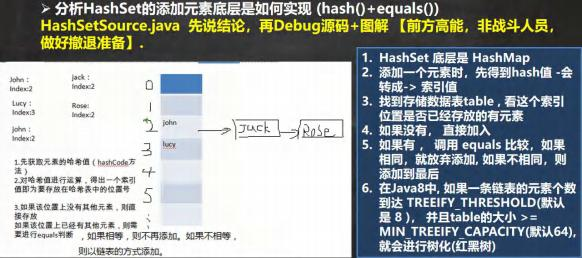 ➢ 分析HashSet的添加元素底层是如何实现 (hash()+equals())
HashSetSource.java 先说结论，再Debug源码+图解 【前方高能，非战斗人员，
做好撤退准备】.
John：
Index:2
jack：
Index:2
Lucy：
Index:3
Rose:
Index:2
john：
Index:2
0
1
2
3
4
5
john
lucy
Jack
Rose
1.先获取元素的哈希值（hashCode方
法）
2.对哈希值进行运算，得出一个索引
值即为要存放在哈希表中的位置号
3.如果该位置上没有其他元素，则直
接存放
如果该位置上已经有其他元素，则需
要进行equals判断 ，如果相等，则不再添加。如果不相等，
则以链表的方式添加。
1. HashSet 底层是 HashMap
2. 添加一个元素时，先得到hash值 -会
转成-> 索引值
3. 找到存储数据表table，看这个索引
位置是否已经存放的有元素
4. 如果没有， 直接加入
5. 如果有 ，调用 equals 比较，如果
相同，就放弃添加, 如果不相同，则
添加到最后
6. 在Java8中, 如果一条链表的元素个数
到达 TREEIFY_THRESHOLD(默认
是 8 )， 并且table的大小 >=
MIN_TREEIFY_CAPACITY(默认64),
就会进行树化(红黑树)